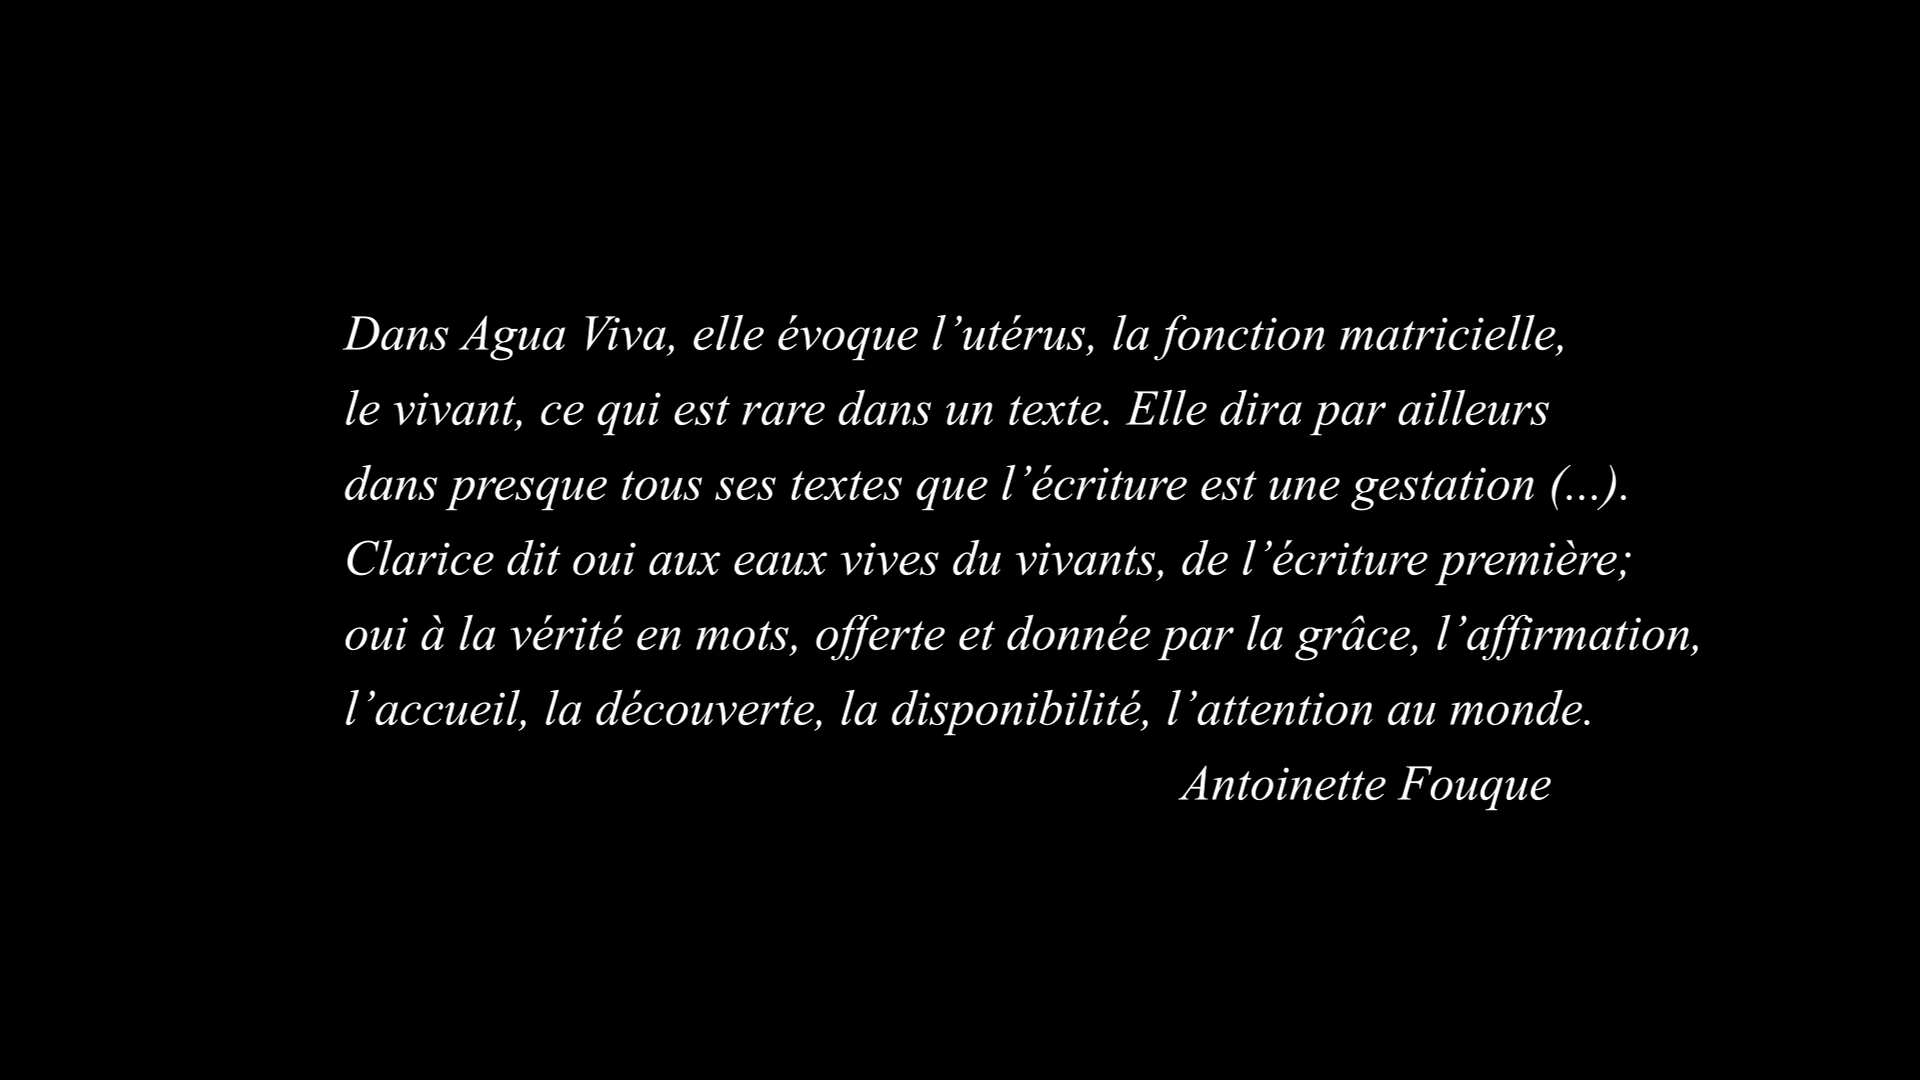 Dans Agua Viva, elle évoque l’utérus, la fonction matricielle,
le vivant, ce qui est rare dans un texte. Elle dira par ailleurs
dans presque tous ses textes que l’écriture est une gestation (...).
Clarice dit oui aux eaux vives du vivants, de l’écriture première;
oui à la vérité en mots, offerte et donnée par la grâce, l’affirmation,
l’accueil, la découverte, la disponibilité, l’attention au monde.
Antoinette Fouque